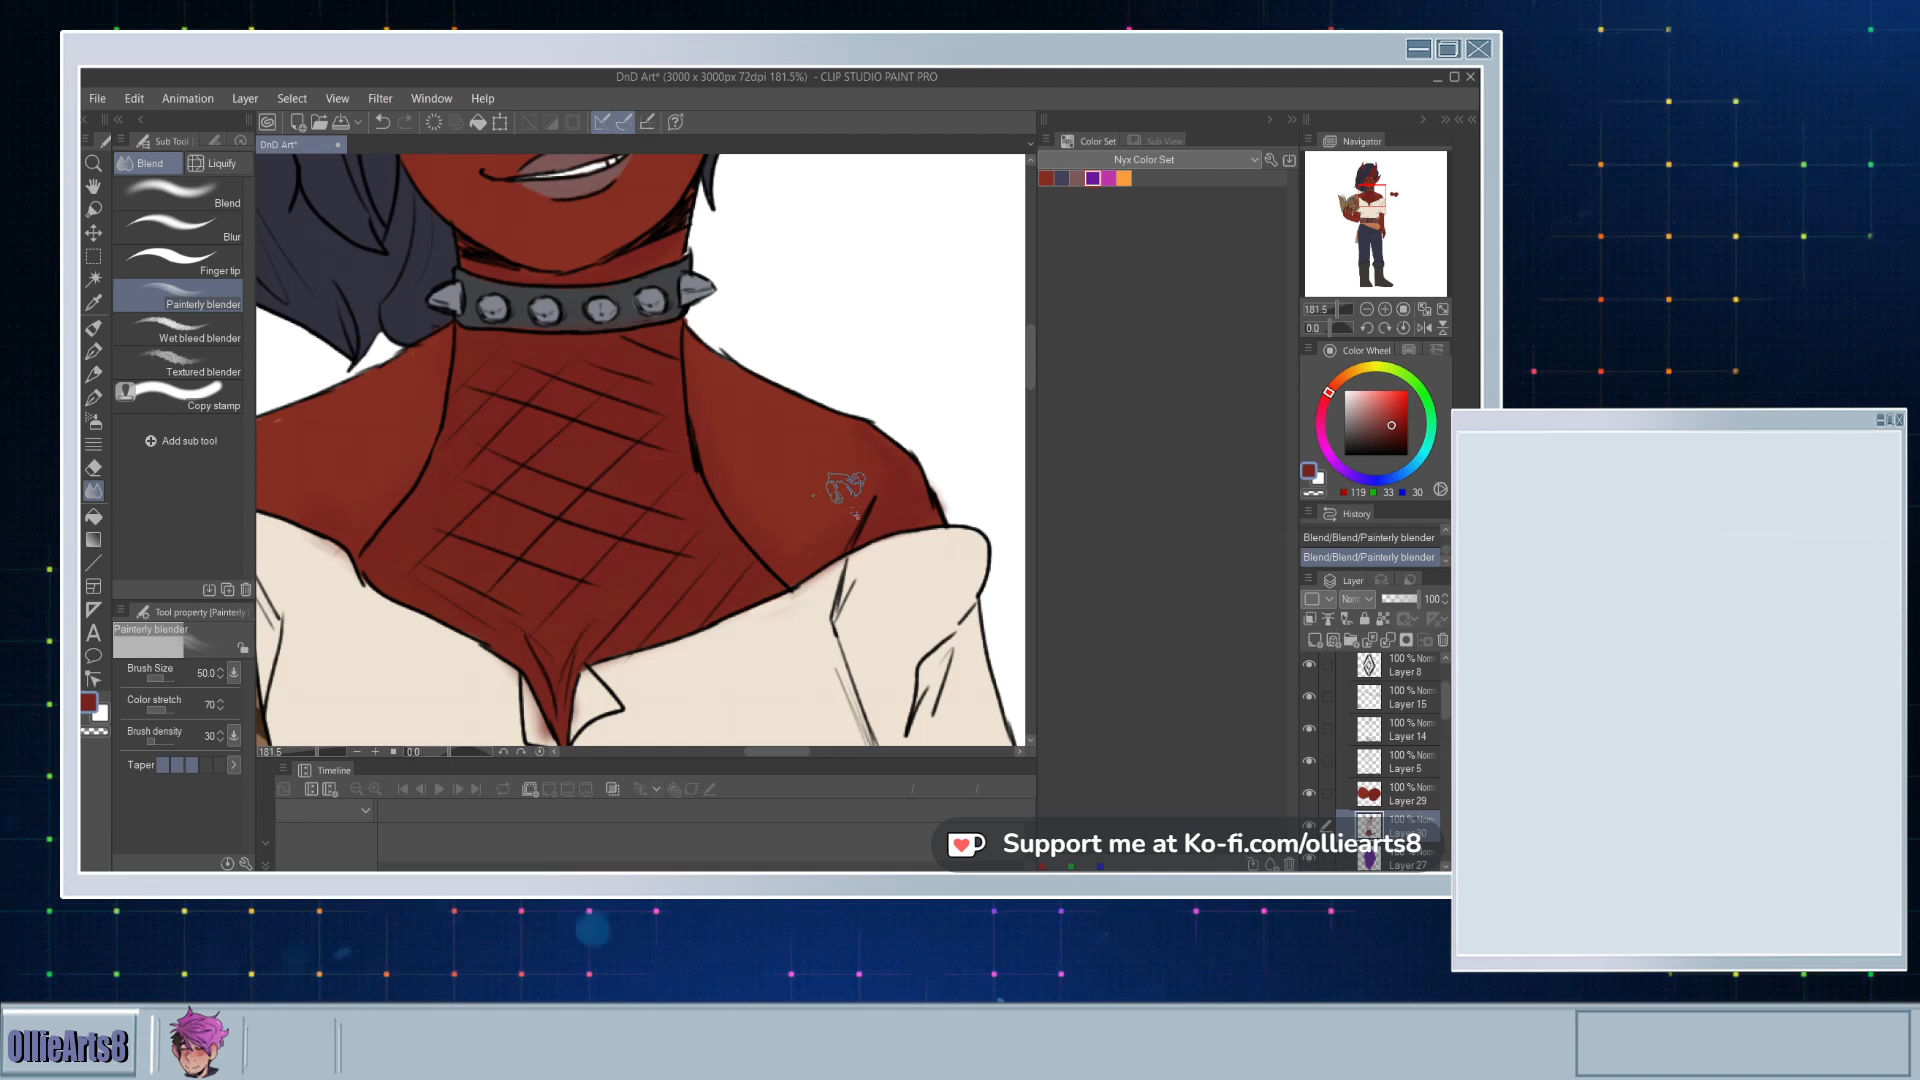 DnD Art* (3000 x 3000px 72dpi 181.5%) - CLIP STUDIO PAINT PRO
File Edit Animation Layer Select View Filter Window Help
Sub Tool
DnD Art*
Color Set
Sub View
Navigator
Blend
Liquify
Nyx Color Set
Blend
Blur
Finger tip
Painterly blender
Wet bleed blender
Textured blender
Copy stamp
Add sub tool
181.5
0.0
Color Wheel
119 33 30
History
Blend/Blend/Painterly blender
Blend/Blend/Painterly blender
Layer
Norm 100
Tool property [Painterly
Painterly blender
Brush Size 50.0
Color stretch 70
Brush density 30
Taper
100 % Norm
Layer 8
100 % Norm
Layer 15
100 % Norm
Layer 14
100 % Norm
Layer 5
100 % Norm
Layer 29
100 % Norm
Layer 30
Layer 27
181.5
0.0
Timeline
Support me at Ko-fi.com/olliearts8
OllieArts8